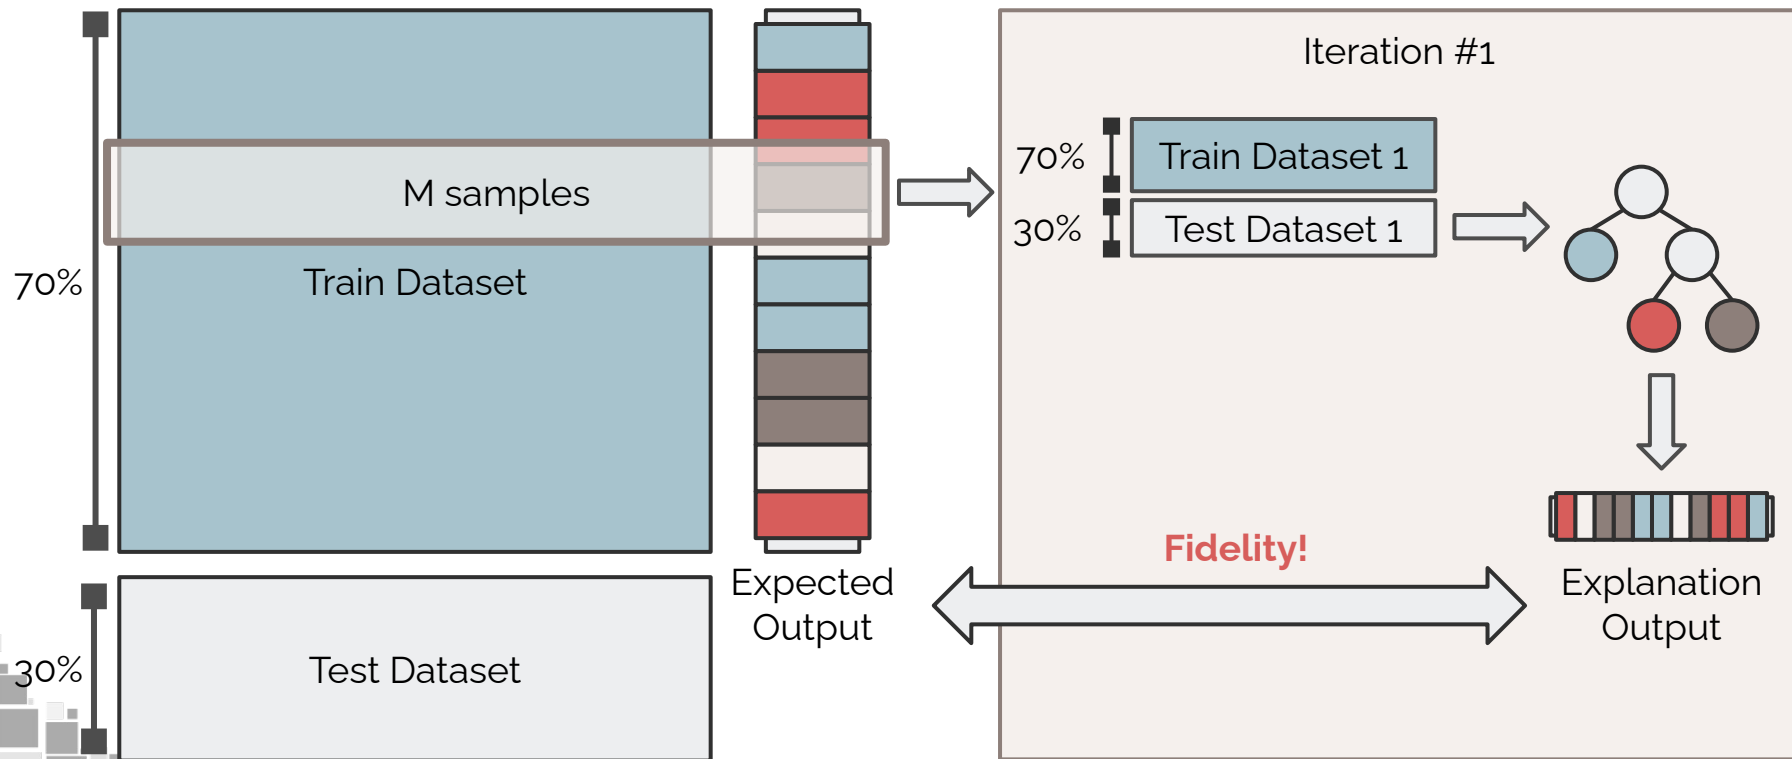 70%
M samples
Train Dataset
30%
Test Dataset
Expected
Output
Iteration #1
70%
Train Dataset 1
30%
Test Dataset 1
Fidelity!
Explanation
Output